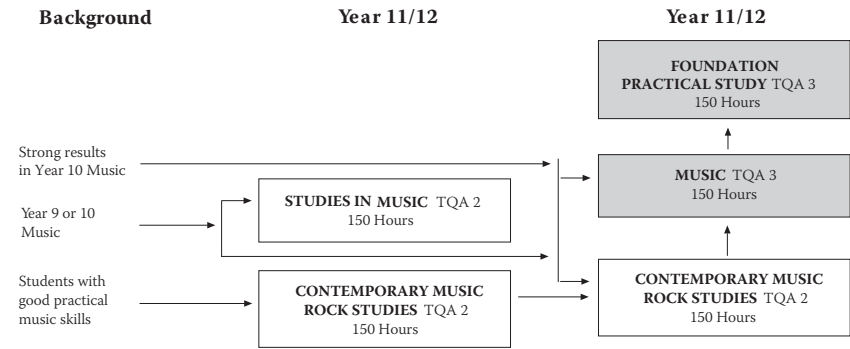 Background
Year 11/12
Year 11/12
FOUNDATION
PRACTICAL STUDY TQA 3
150 Hours
Strong results
in Year 10 Music
MUSIC TQA 3
150 Hours
STUDIES IN MUSIC TQA 2
150 Hours
Year 9 or 10
Music
Students with
good practical
music skills
CONTEMPORARY MUSIC
ROCK STUDIES TQA 2
150 Hours
CONTEMPORARY MUSIC
ROCK STUDIES TQA 2
150 Hours